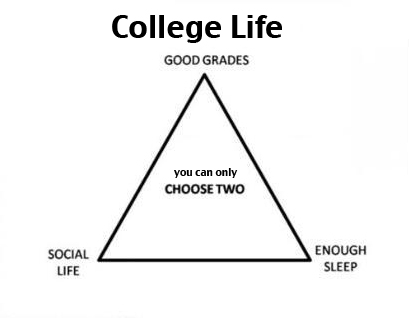 College Life
GOOD GRADES
you can only
CHOOSE TWO
SOCIAL
LIFE
ENOUGH
SLEEP